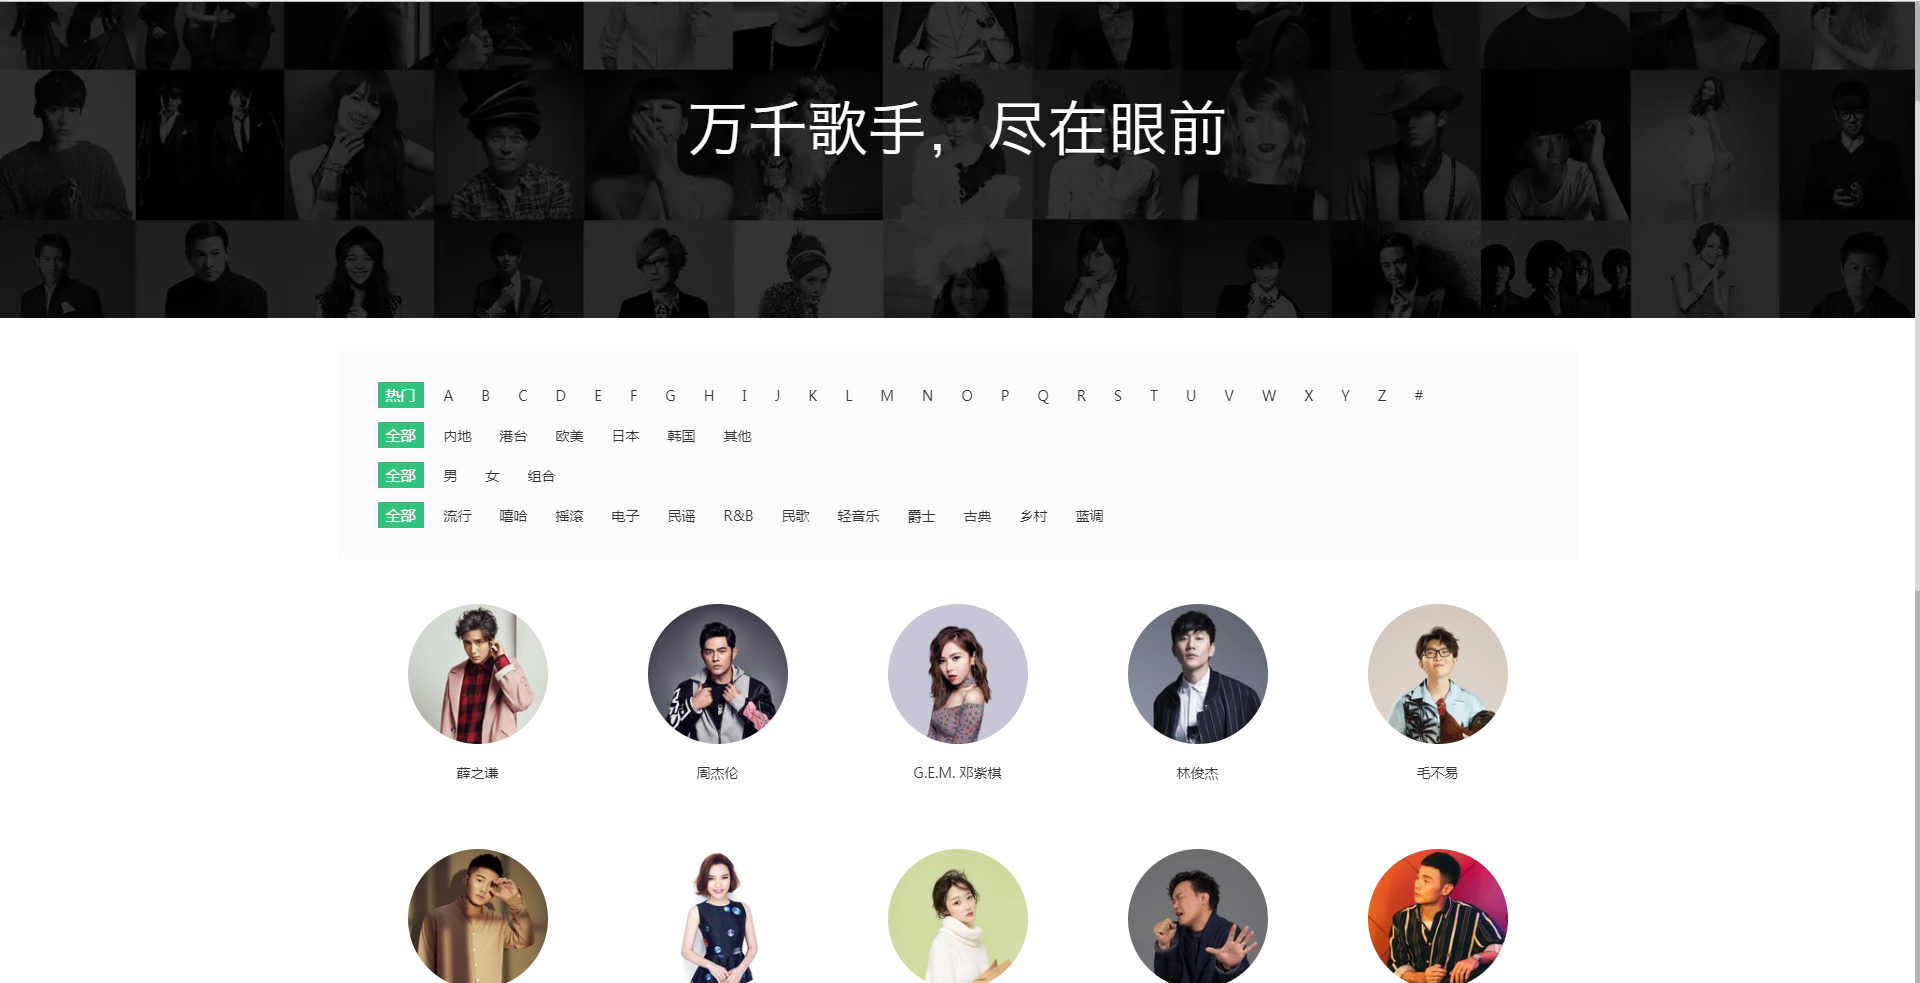 万千歌手，尽在眼前
热门 A B C D E F G H I J K L M N O P Q R S T U V W X Y Z #
全部 内地 港台 欧美 日本 韩国 其他
全部 男 女 组合
全部 流行 嘻哈 摇滚 电子 民谣 R&B 民歌 轻音乐 爵士 古典 乡村 蓝调
薛之谦 周杰伦 G.E.M. 邓紫棋 林俊杰 毛不易